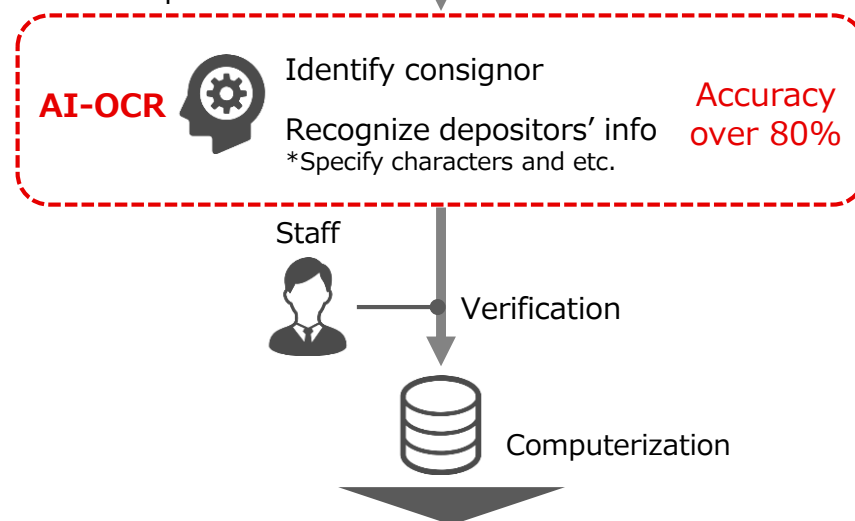 AI-OCR
Identify consignor
Recognize depositors' info
*Specify characters and etc.
Accuracy
over 80%
Staff
Verification
Computerization